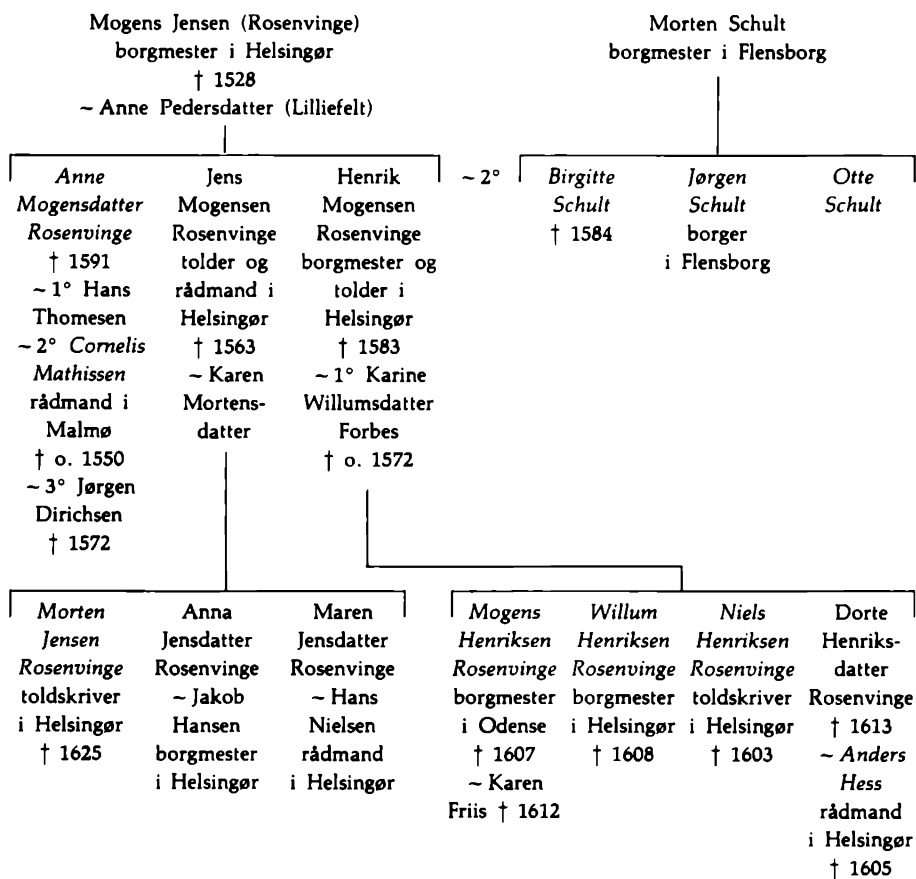 Mogens Jensen (Rosenvinge)
borgmester i Helsingør
† 1528
~ Anne Pedersdatter (Lilliefelt)
Morten Schult
borgmester i Flensborg
Anne
Mogensdatter
Rosenvinge
† 1591
~ 1° Hans
Thomesen
~ 2° Cornelis
Mathissen
rådmand i
Malmø
† o. 1550
~ 3° Jørgen
Dirichsen
† 1572
Jens
Mogensen
Rosenvinge
tolder og
rådmand i
Helsingør
† 1563
~ Karen
Mortens-
datter
Henrik
Mogensen
Rosenvinge
borgmester og
tolder i
Helsingør
† 1583
~ 1° Karine
Willumsdatter
Forbes
† o. 1572
~ 2°
Birgitte
Schult
† 1584
Jørgen
Schult
borger
i Flensborg
Otte
Schult
Morten
Jensen
Rosenvinge
toldskriver
i Helsingør
† 1625
Anna
Jensdatter
Rosenvinge
~ Jakob
Hansen
borgmester
i Helsingør
Maren
Jensdatter
Rosenvinge
~ Hans
Nielsen
rådmand
i Helsingør
Mogens
Henriksen
Rosenvinge
borgmester
i Odense
† 1607
~ Karen
Friis † 1612
Willum
Henriksen
Rosenvinge
borgmester
i Helsingør
† 1608
Niels
Henriksen
Rosenvinge
toldskriver
i Helsingør
† 1603
Dorte
Henriks-
datter
Rosenvinge
† 1613
~ Anders
Hess
rådmand
i Helsingør
† 1605